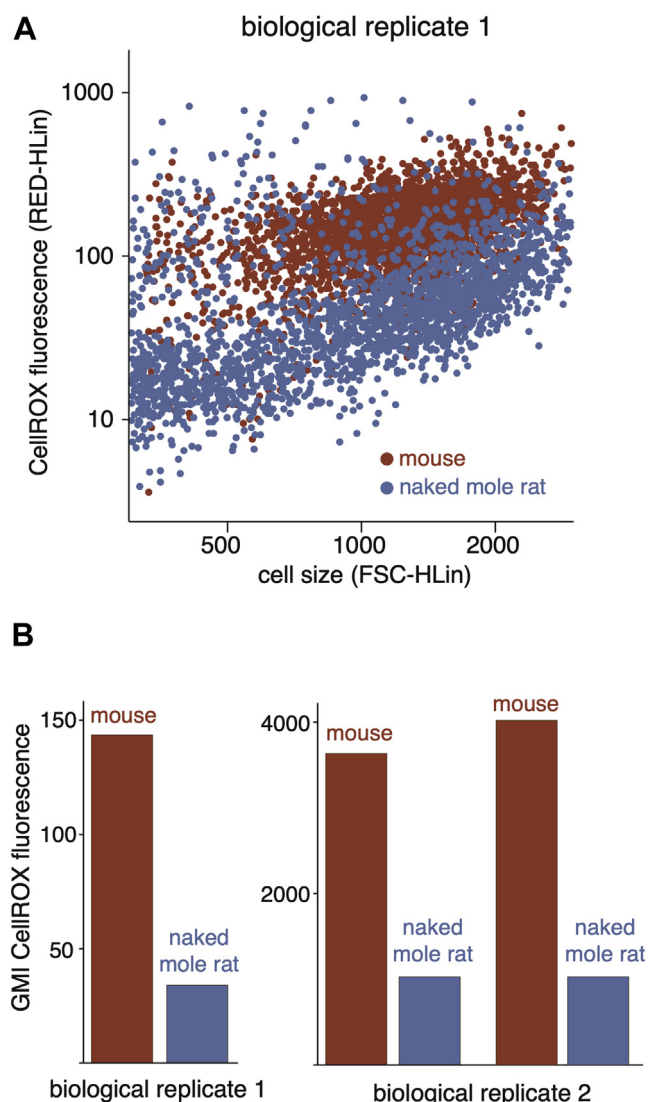 A
biological replicate 1
CellROX fluorescence (RED-HLin)
1000
100
10
mouse
naked mole rat
500
1000
2000
cell size (FSC-HLin)
B
GMI CellROX fluorescence
150
100
50
mouse
naked
mole rat
biological replicate 1
4000
2000
mouse
naked
mole rat
mouse
naked
mole rat
biological replicate 2